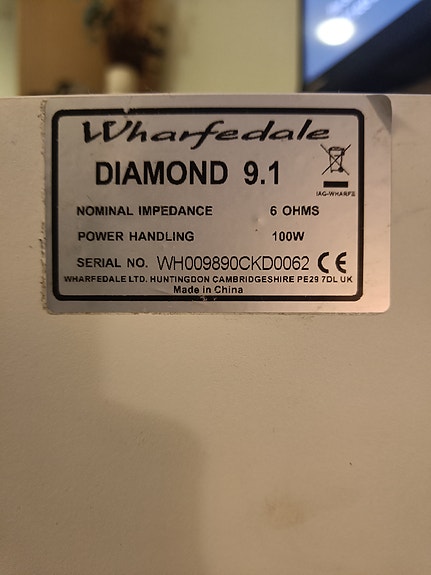 Wharfedale
DIAMOND 9.1
IAG-WHARFE
NOMINAL IMPEDANCE 6 OHMS
POWER HANDLING 100W
SERIAL NO. WH009890CKD0062 CE
WHARFEDALE LTD. HUNTINGDON CAMBRIDGESHIRE PE29 7DL UK
Made in China